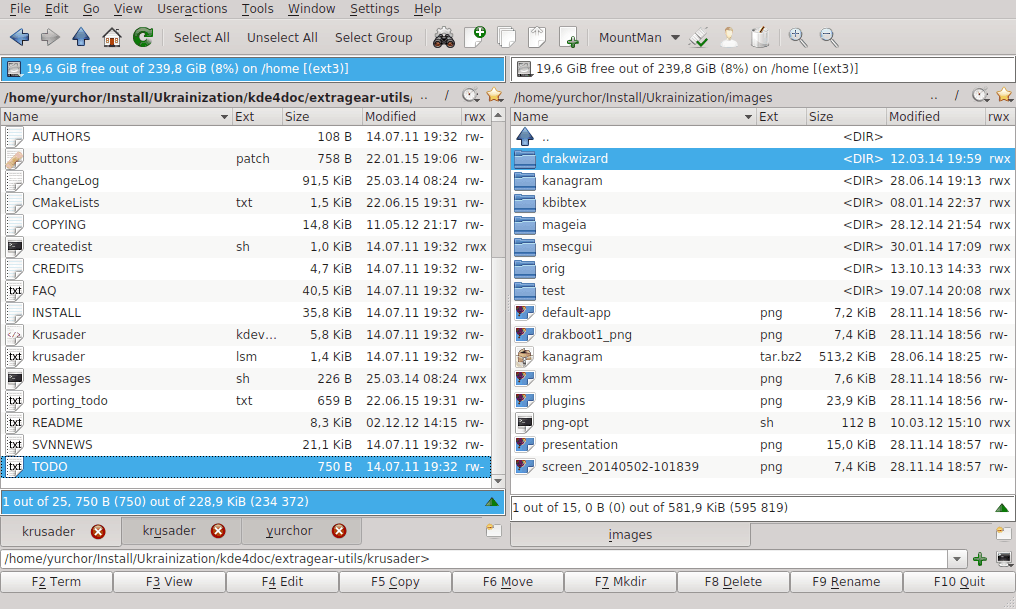 File Edit Go View Useractions Tools Window Settings Help
Select All Unselect All Select Group MountMan
19,6 GiB free out of 239,8 GiB (8%) on /home [(ext3)]
/home/yurchor/Install/Ukrainization/kde4doc/extragear-utils/ .. /
Name Ext Size Modified rwx
AUTHORS 108 B 14.07.11 19:32 rw-
buttons patch 758 B 22.01.15 19:06 rw-
ChangeLog 91,5 KiB 25.03.14 08:24 rw-
CMakeLists txt 1,5 KiB 22.06.15 19:31 rw-
COPYING 14,8 KiB 11.05.12 21:17 rw-
createdist sh 1,0 KiB 14.07.11 19:32 rwx
CREDITS 4,7 KiB 14.07.11 19:32 rw-
txt FAQ 40,5 KiB 14.07.11 19:32 rw-
INSTALL 35,8 KiB 14.07.11 19:32 rw-
Krusader kdev... 5,8 KiB 14.07.11 19:32 rw-
txt krusader lsm 1,4 KiB 14.07.11 19:32 rw-
Messages sh 226 B 25.03.14 08:24 rwx
txt porting_todo txt 659 B 22.06.15 19:31 rw-
txt README 8,3 KiB 02.12.12 14:15 rw-
txt SVNNEWS 21,1 KiB 14.07.11 19:32 rw-
txt TODO 750 B 14.07.11 19:32 rw-
1 out of 25, 750 B (750) out of 228,9 KiB (234 372)
krusader krusader yurchor
19,6 GiB free out of 239,8 GiB (8%) on /home [(ext3)]
/home/yurchor/Install/Ukrainization/images .. /
Name Ext Size Modified rwx
.. <DIR>
drakwizard <DIR> 12.03.14 19:59 rwx
kanagram <DIR> 28.06.14 19:13 rwx
kbibtex <DIR> 08.01.14 22:37 rwx
mageia <DIR> 28.12.14 21:54 rwx
msecgui <DIR> 30.01.14 17:09 rwx
orig <DIR> 13.10.13 14:33 rwx
test <DIR> 19.07.14 20:08 rwx
default-app png 7,2 KiB 28.11.14 18:56 rw-
drakboot1_png png 7,4 KiB 28.11.14 18:56 rw-
kanagram tar.bz2 513,2 KiB 28.06.14 18:25 rw-
kmm png 7,6 KiB 28.11.14 18:56 rw-
plugins png 23,9 KiB 28.11.14 18:56 rw-
png-opt sh 112 B 10.03.12 15:10 rwx
presentation png 15,0 KiB 28.11.14 18:57 rw-
screen_20140502-101839 png 7,4 KiB 28.11.14 18:57 rw-
1 out of 15, 0 B (0) out of 581,9 KiB (595 819)
images
/home/yurchor/Install/Ukrainization/kde4doc/extragear-utils/krusader>
F2 Term F3 View F4 Edit F5 Copy F6 Move F7 Mkdir F8 Delete F9 Rename F10 Quit